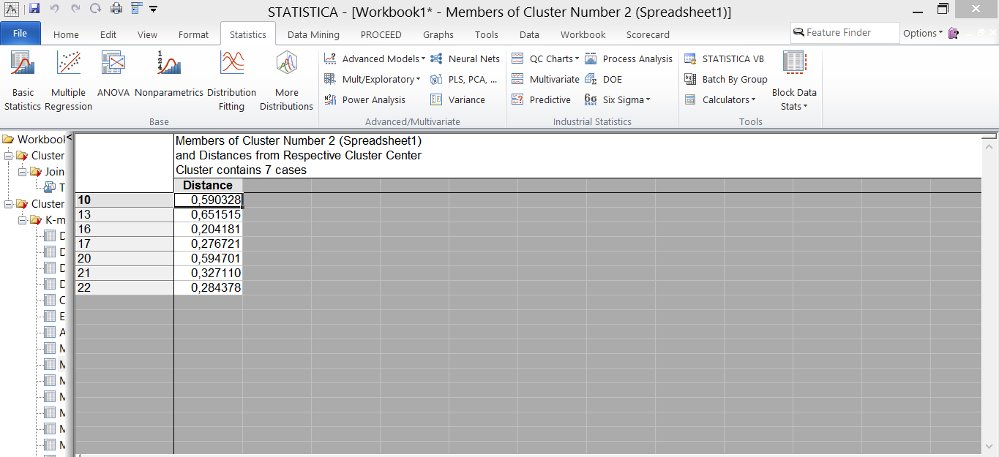 STATISTICA - [Workbook1* - Members of Cluster Number 2 (Spreadsheet1)]
File Home Edit View Format Statistics Data Mining PROCEED Graphs Tools Data Workbook Scorecard Feature Finder Options
Basic Statistics
Multiple Regression
ANOVA
Nonparametrics
Distribution Fitting
More Distributions
Base
Advanced Models Neural Nets
Mult/Exploratory PLS, PCA, ...
Power Analysis Variance
Advanced/Multivariate
QC Charts Process Analysis
Multivariate DOE
Predictive 6σ Six Sigma
Industrial Statistics
STATISTICA VB
Batch By Group
Calculators
Block Data Stats
Tools
Workbook
Cluster
Join
T
Cluster
K-m
D
D
D
D
C
E
A
M
M
M
M
M
M
M
Members of Cluster Number 2 (Spreadsheet1)
and Distances from Respective Cluster Center
Cluster contains 7 cases
Distance
10 0,590328
13 0,651515
16 0,204181
17 0,276721
20 0,594701
21 0,327110
22 0,284378